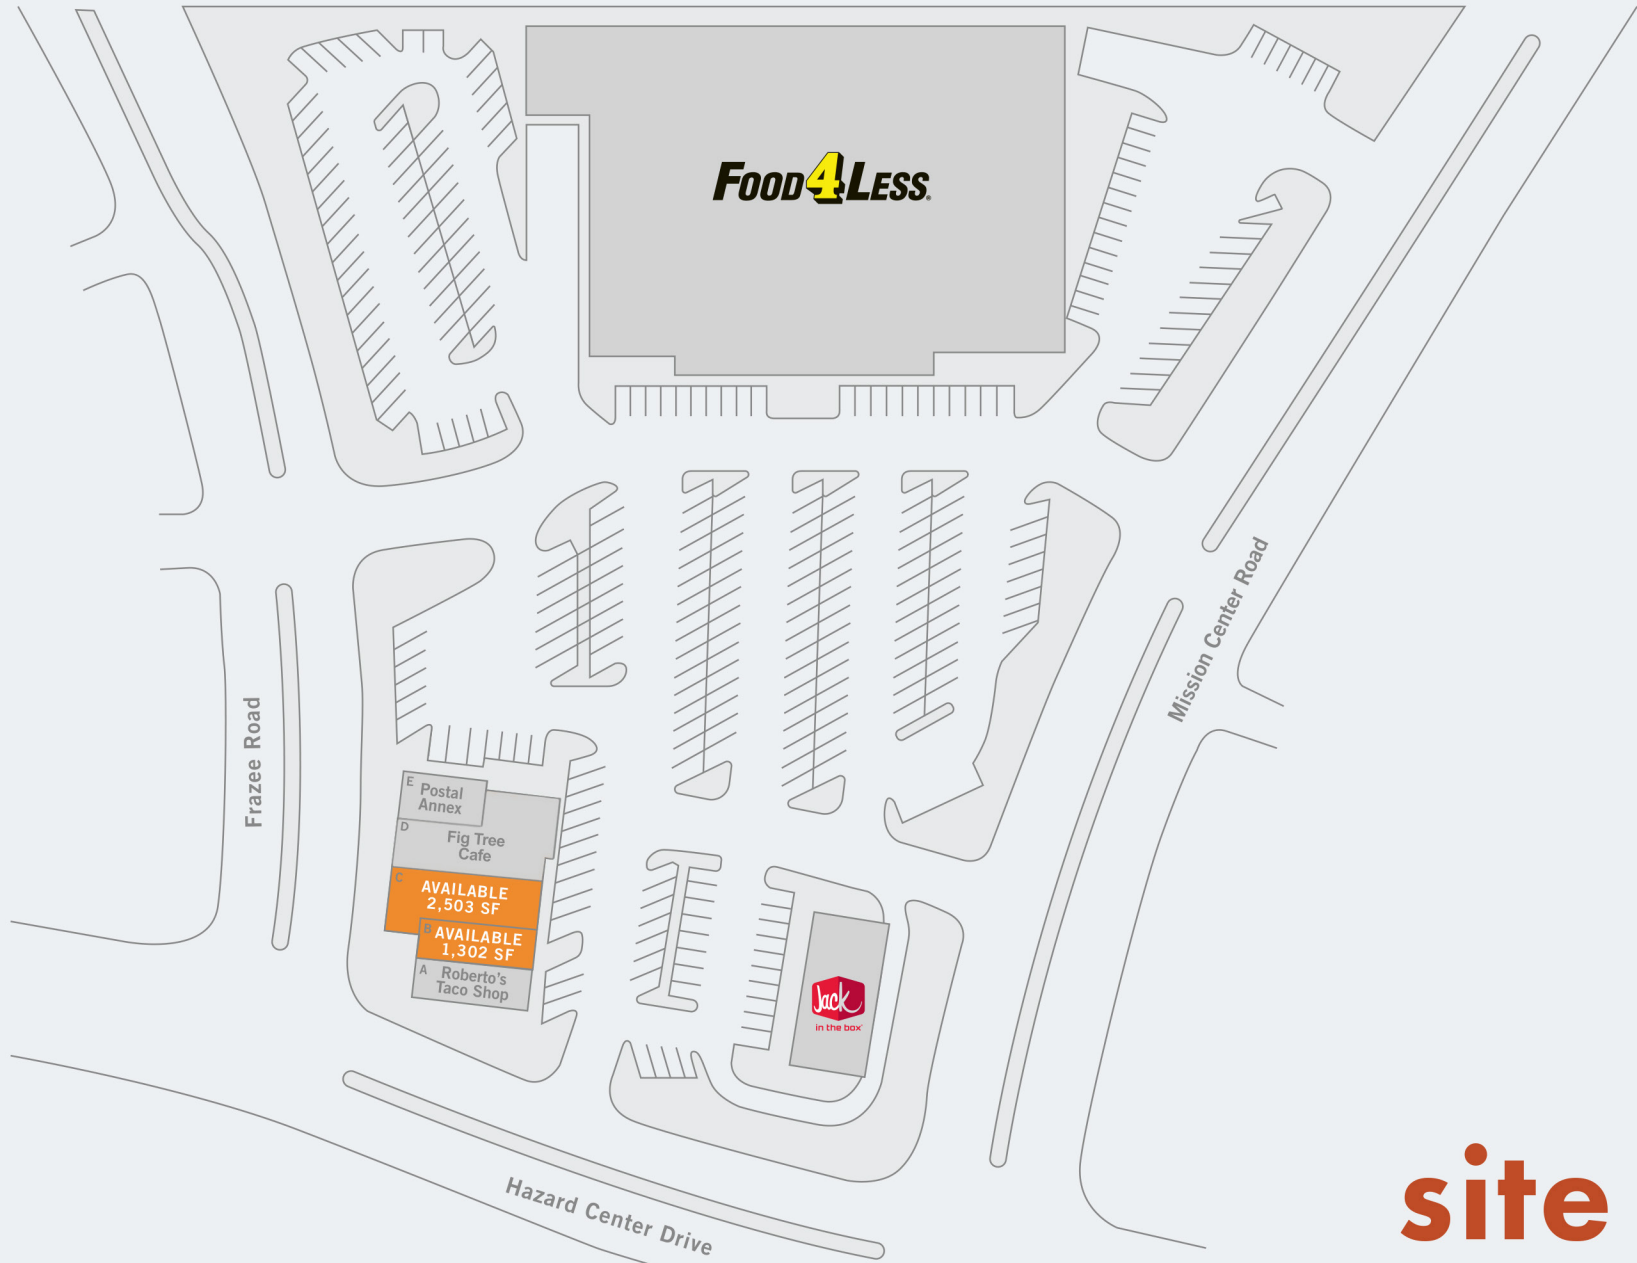 FOOD4LESS®
Mission Center Road
Frazee Road
E
Postal
Annex
D
Fig Tree
Cafe
C
AVAILABLE
2,503 SF
B
AVAILABLE
1,302 SF
A
Roberto's
Taco Shop
Jack
in the box®
Hazard Center Drive
site